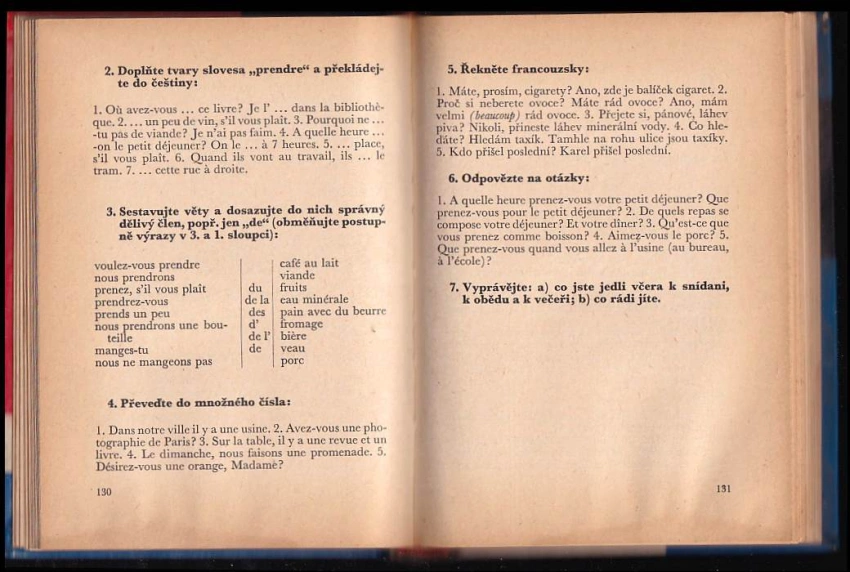 2. Doplňte tvary slovesa „prendre“ a překládej-
te do češtiny:
1. Où avez-vous ... ce livre? Je l’ ... dans la bibliothè-
que. 2. ... un peu de vin, s’il vous plaît. 3. Pourquoi ne ...
-tu pas de viande? Je n’ai pas faim. 4. A quelle heure ...
-on le petit déjeuner? On le ... à 7 heures. 5. ... place,
s’il vous plaît. 6. Quand ils vont au travail, ils ... le
tram. 7. ... cette rue à droite.
3. Sestavujte věty a dosazujte do nich správný
dělivý člen, popř. jen „de“ (obměňujte postup-
ně výrazy v 3. a 1. sloupci):
voulez-vous prendre café au lait
nous prendrons viande
prenez, s’il vous plaît du fruits
prendrez-vous de la eau minérale
prends un peu des pain avec du beurre
nous prendrons une bou- d’ fromage
teille de l’ bière
manges-tu de veau
nous ne mangeons pas porc
4. Převeďte do množného čísla:
1. Dans notre ville il y a une usine. 2. Avez-vous une pho-
tographie de Paris? 3. Sur la table, il y a une revue et un
livre. 4. Le dimanche, nous faisons une promenade. 5.
Désirez-vous une orange, Madamè?
130
5. Řekněte francouzsky:
1. Máte, prosím, cigarety? Ano, zde je balíček cigaret. 2.
Proč si neberete ovoce? Máte rád ovoce? Ano, mám
velmi (beaucoup) rád ovoce. 3. Přejete si, pánové, láhev
piva? Nikoli, přineste láhev minerální vody. 4. Co hle-
dáte? Hledám taxík. Tamhle na rohu ulice jsou taxíky.
5. Kdo přišel poslední? Karel přišel poslední.
6. Odpovězte na otázky:
1. A quelle heure prenez-vous votre petit déjeuner? Que
prenez-vous pour le petit déjeuner? 2. De quels repas se
compose votre déjeuner? Et votre dîner? 3. Qu’est-ce que
vous prenez comme boisson? 4. Aimez-vous le porc? 5.
Que prenez-vous quand vous allez à l’usine (au bureau,
à l’école)?
7. Vyprávějte: a) co jste jedli včera k snídani,
k obědu a k večeři; b) co rádi jíte.
131